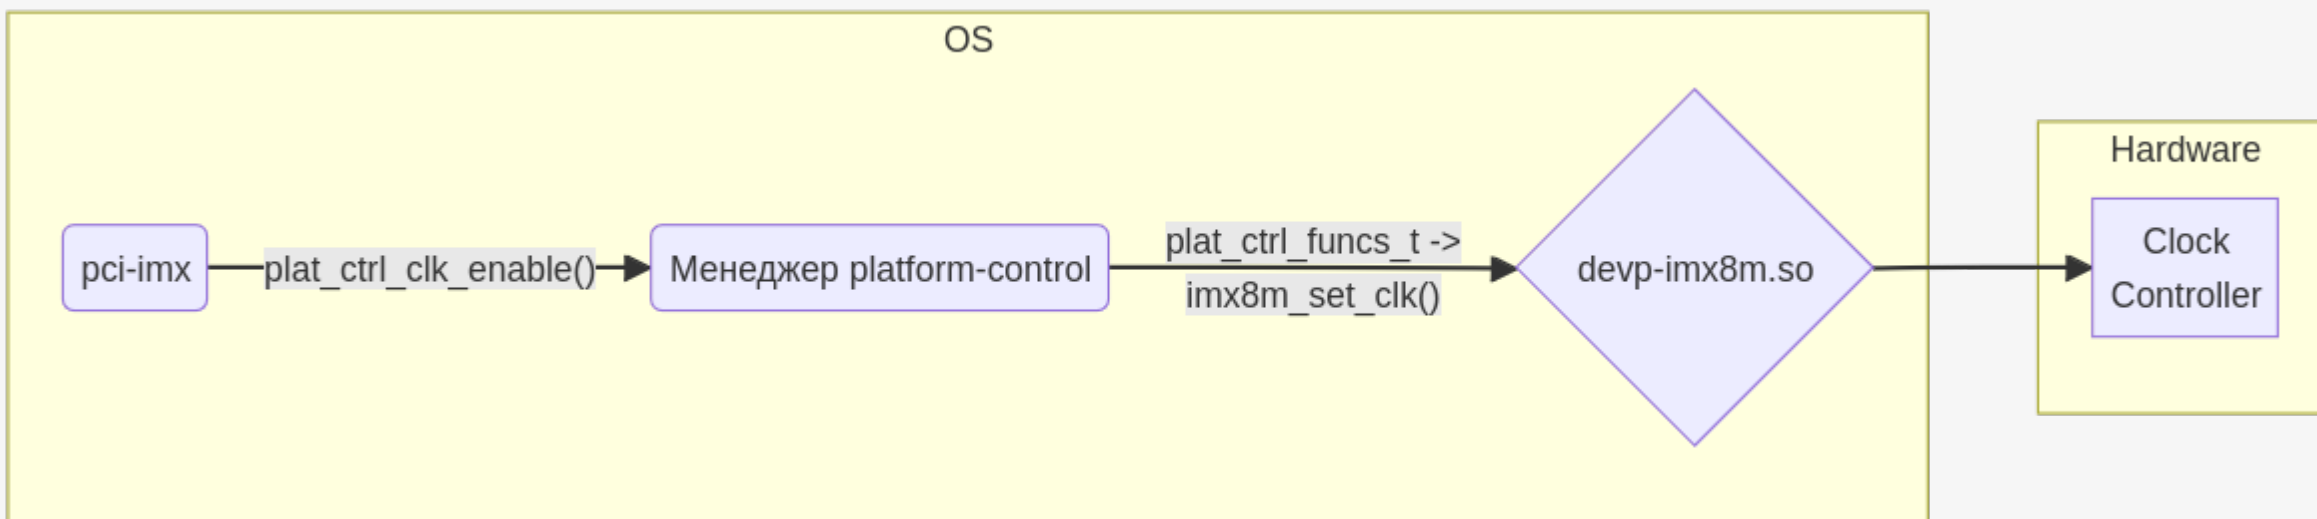 OS
pci-imx
plat_ctrl_clk_enable()
Менеджер platform-control
plat_ctrl_funcs_t ->
imx8m_set_clk()
devp-imx8m.so
Hardware
Clock
Controller